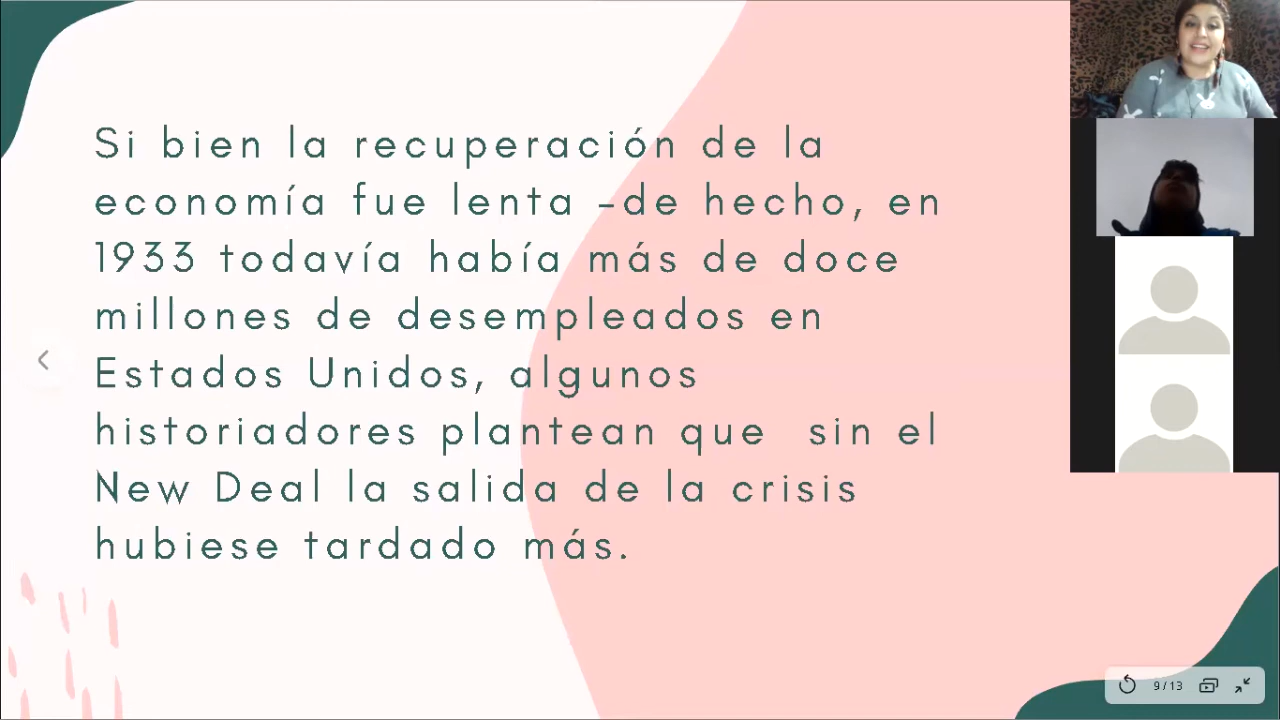 Si bien la recuperación de la
economía fue lenta –de hecho, en
1933 todavía había más de doce
millones de desempleados en
Estados Unidos, algunos
historiadores plantean que  sin el
New Deal la salida de la crisis
hubiese tardado más.
9/13